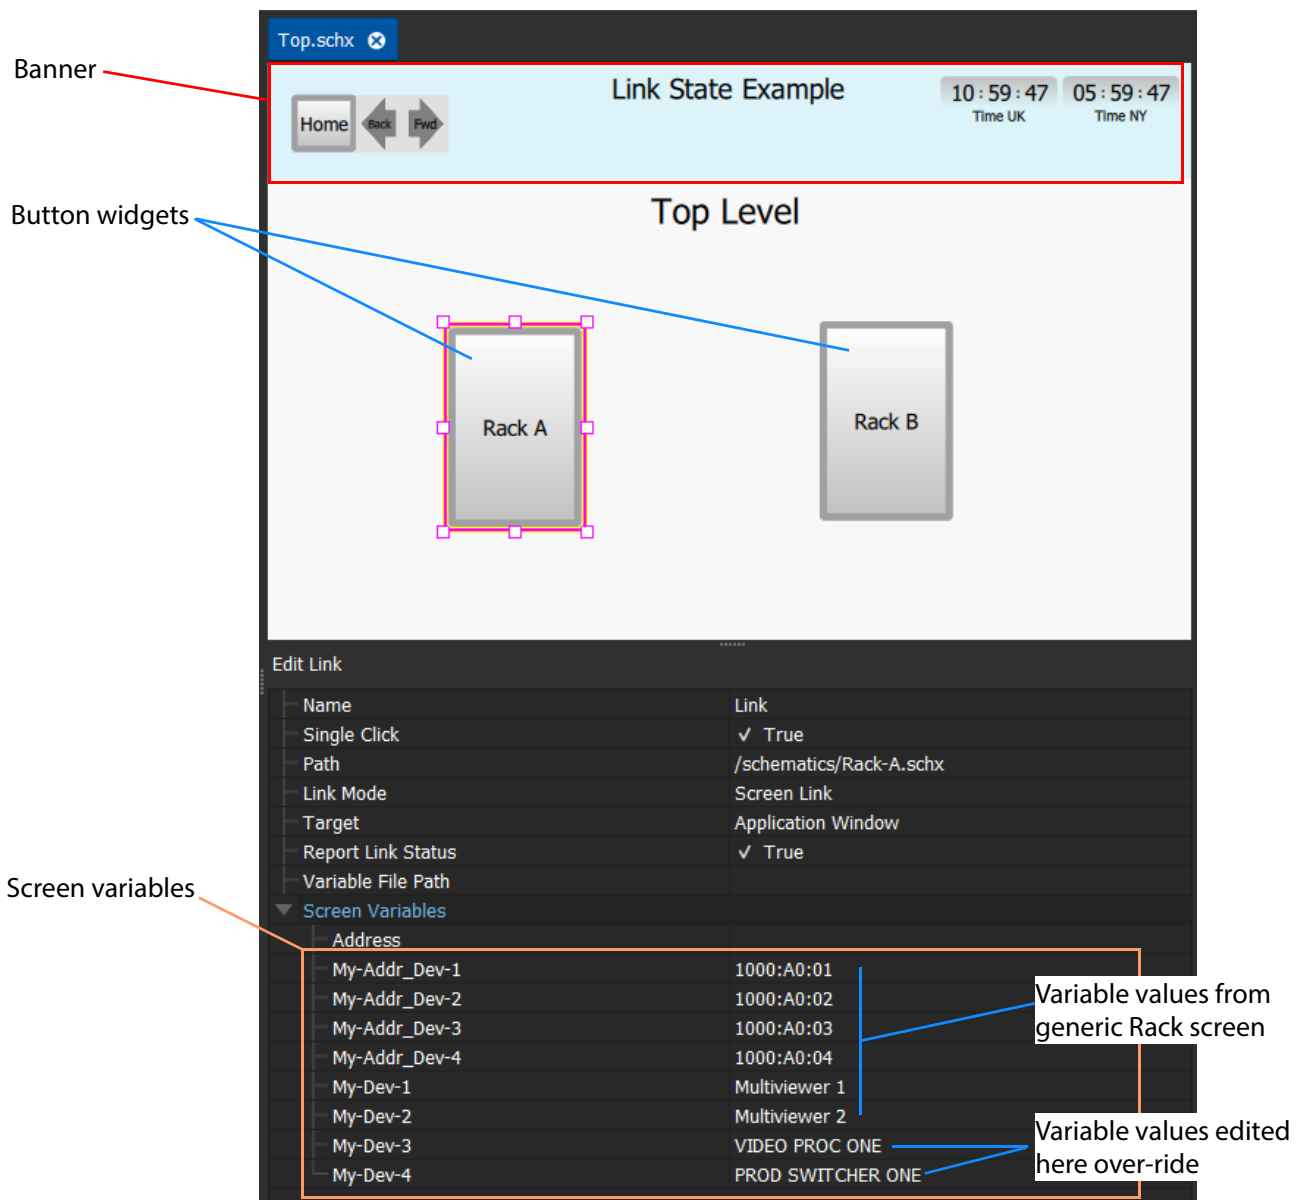 Top.schx
Banner
Link State Example
10:59:47
05:59:47
Time UK
Time NY
Home
Back
Fwd
Button widgets
Top Level
Rack A
Rack B
Edit Link
Name Link
Single Click ✓ True
Path /schematics/Rack-A.schx
Link Mode Screen Link
Target Application Window
Report Link Status ✓ True
Variable File Path
Screen variables
Screen Variables
Address
My-Addr_Dev-1 1000:A0:01
My-Addr_Dev-2 1000:A0:02
My-Addr_Dev-3 1000:A0:03
My-Addr_Dev-4 1000:A0:04
My-Dev-1 Multiviewer 1
My-Dev-2 Multiviewer 2
My-Dev-3 VIDEO PROC ONE
My-Dev-4 PROD SWITCHER ONE
Variable values from
generic Rack screen
Variable values edited
here over-ride